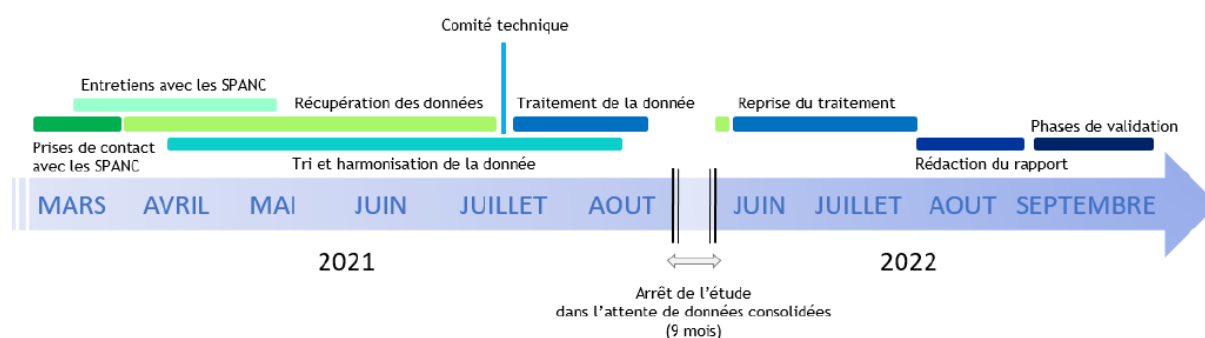 Comité technique
Entretiens avec les SPANC
Récupération des données
Traitement de la donnée
Reprise du traitement
Phases de validation
Prises de contact
avec les SPANC
Tri et harmonisation de la donnée
Rédaction du rapport
MARS AVRIL MAI JUIN JUILLET AOUT JUIN JUILLET AOUT SEPTEMBRE
2021 2022
Arrêt de l'étude
dans l'attente de données consolidées
(9 mois)